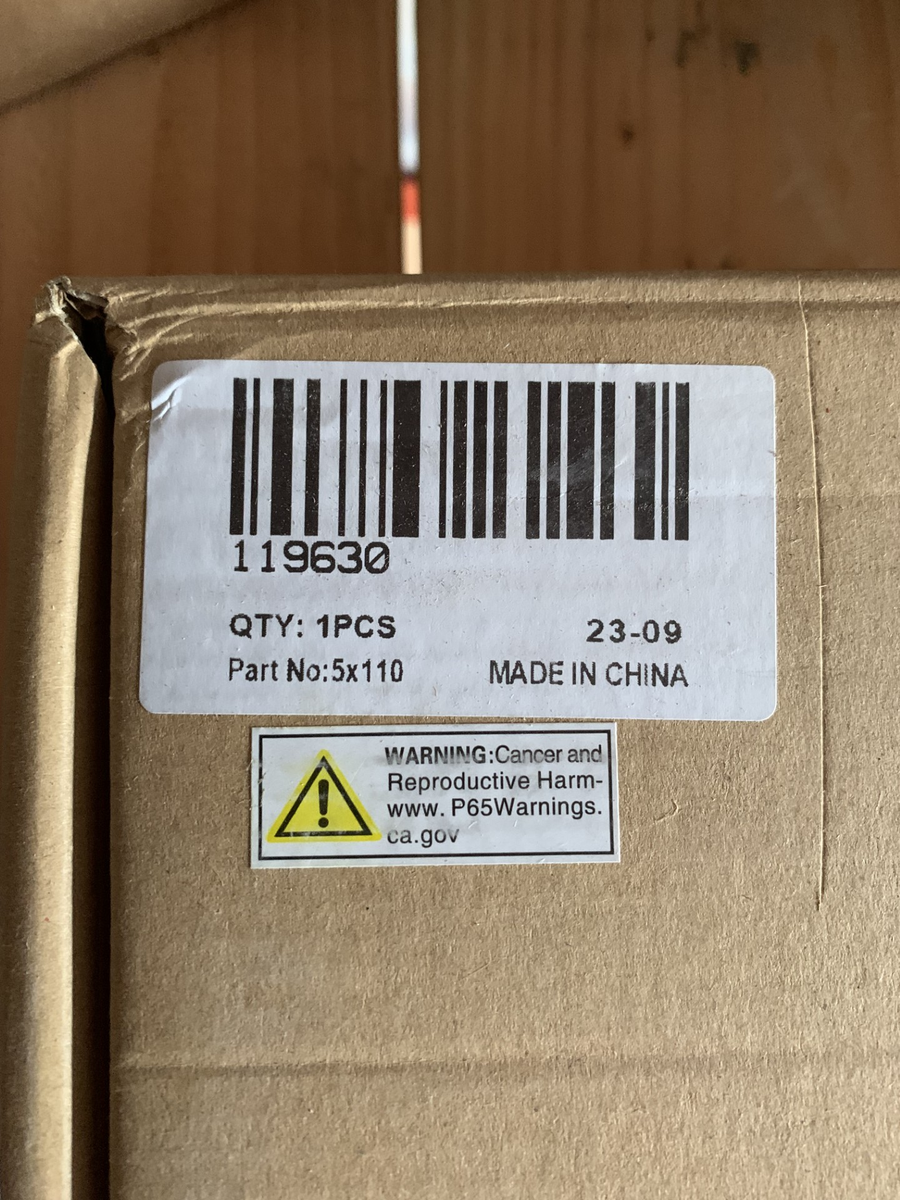 119630
QTY: 1PCS 23-09
Part No:5x110 MADE IN CHINA
WARNING:Cancer and
Reproductive Harm-
www. P65Warnings.
ca.gov